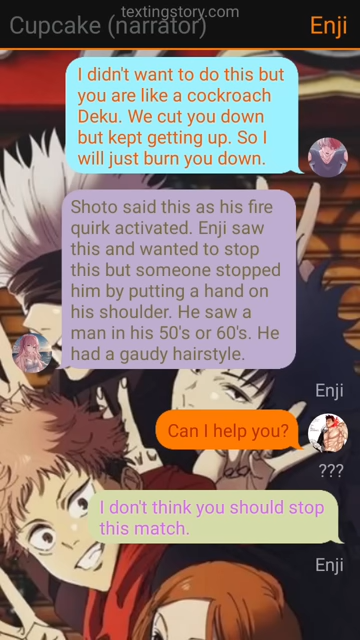 textingstory.com
Cupcake (narrator)
Enji
I didn't want to do this but
you are like a cockroach
Deku. We cut you down
but kept getting up. So I
will just burn you down.
Shoto said this as his fire
quirk activated. Enji saw
this and wanted to stop
this but someone stopped
him by putting a hand on
his shoulder. He saw a
man in his 50's or 60's. He
had a gaudy hairstyle.
Enji
Can I help you?
???
I don't think you should stop
this match.
Enji